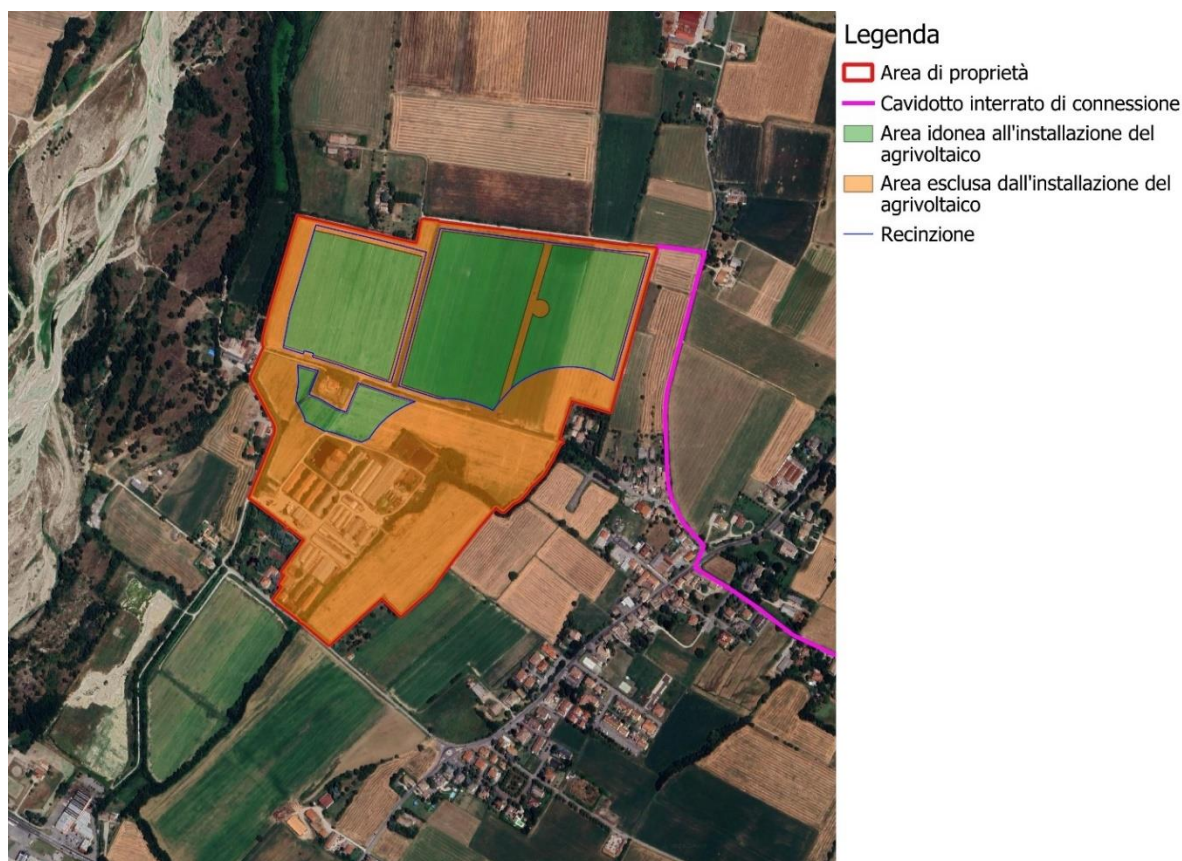 Legenda
Area di proprietà
Cavidotto interrato di connessione
Area idonea all'installazione del
agrivoltaico
Area esclusa dall'installazione del
agrivoltaico
Recinzione